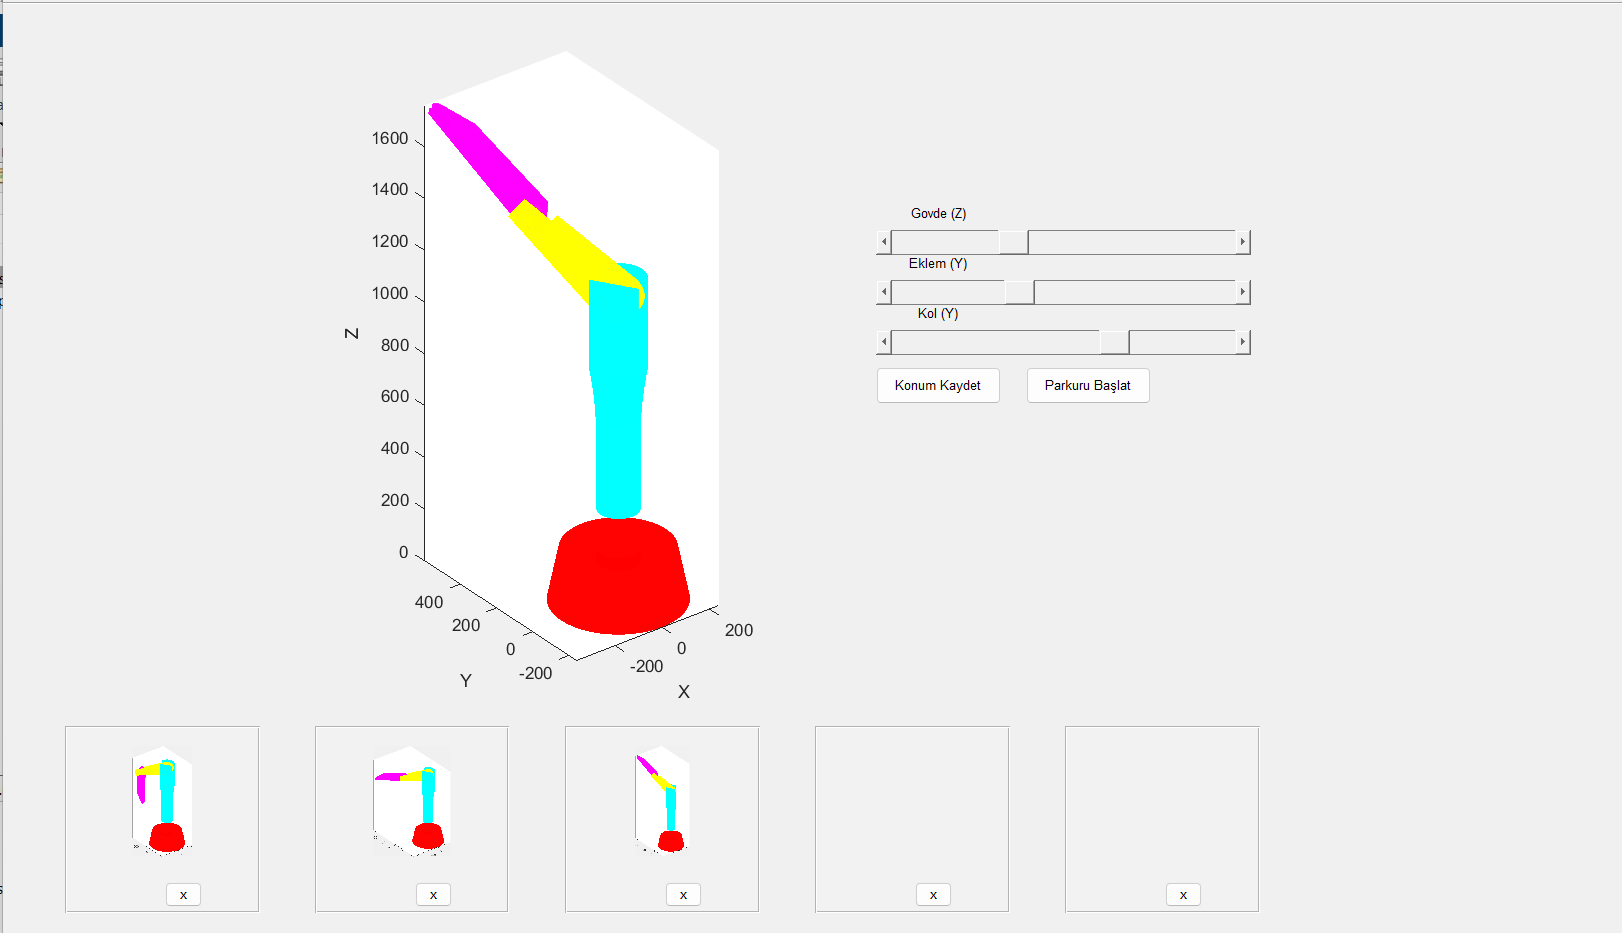 1600
1400
1200
1000
800
600
400
200
0
Z
400
200
0
-200
Y
-200
0
200
X
Govde (Z)
Eklem (Y)
Kol (Y)
Konum Kaydet
Parkuru Başlat
x
x
x
x
x